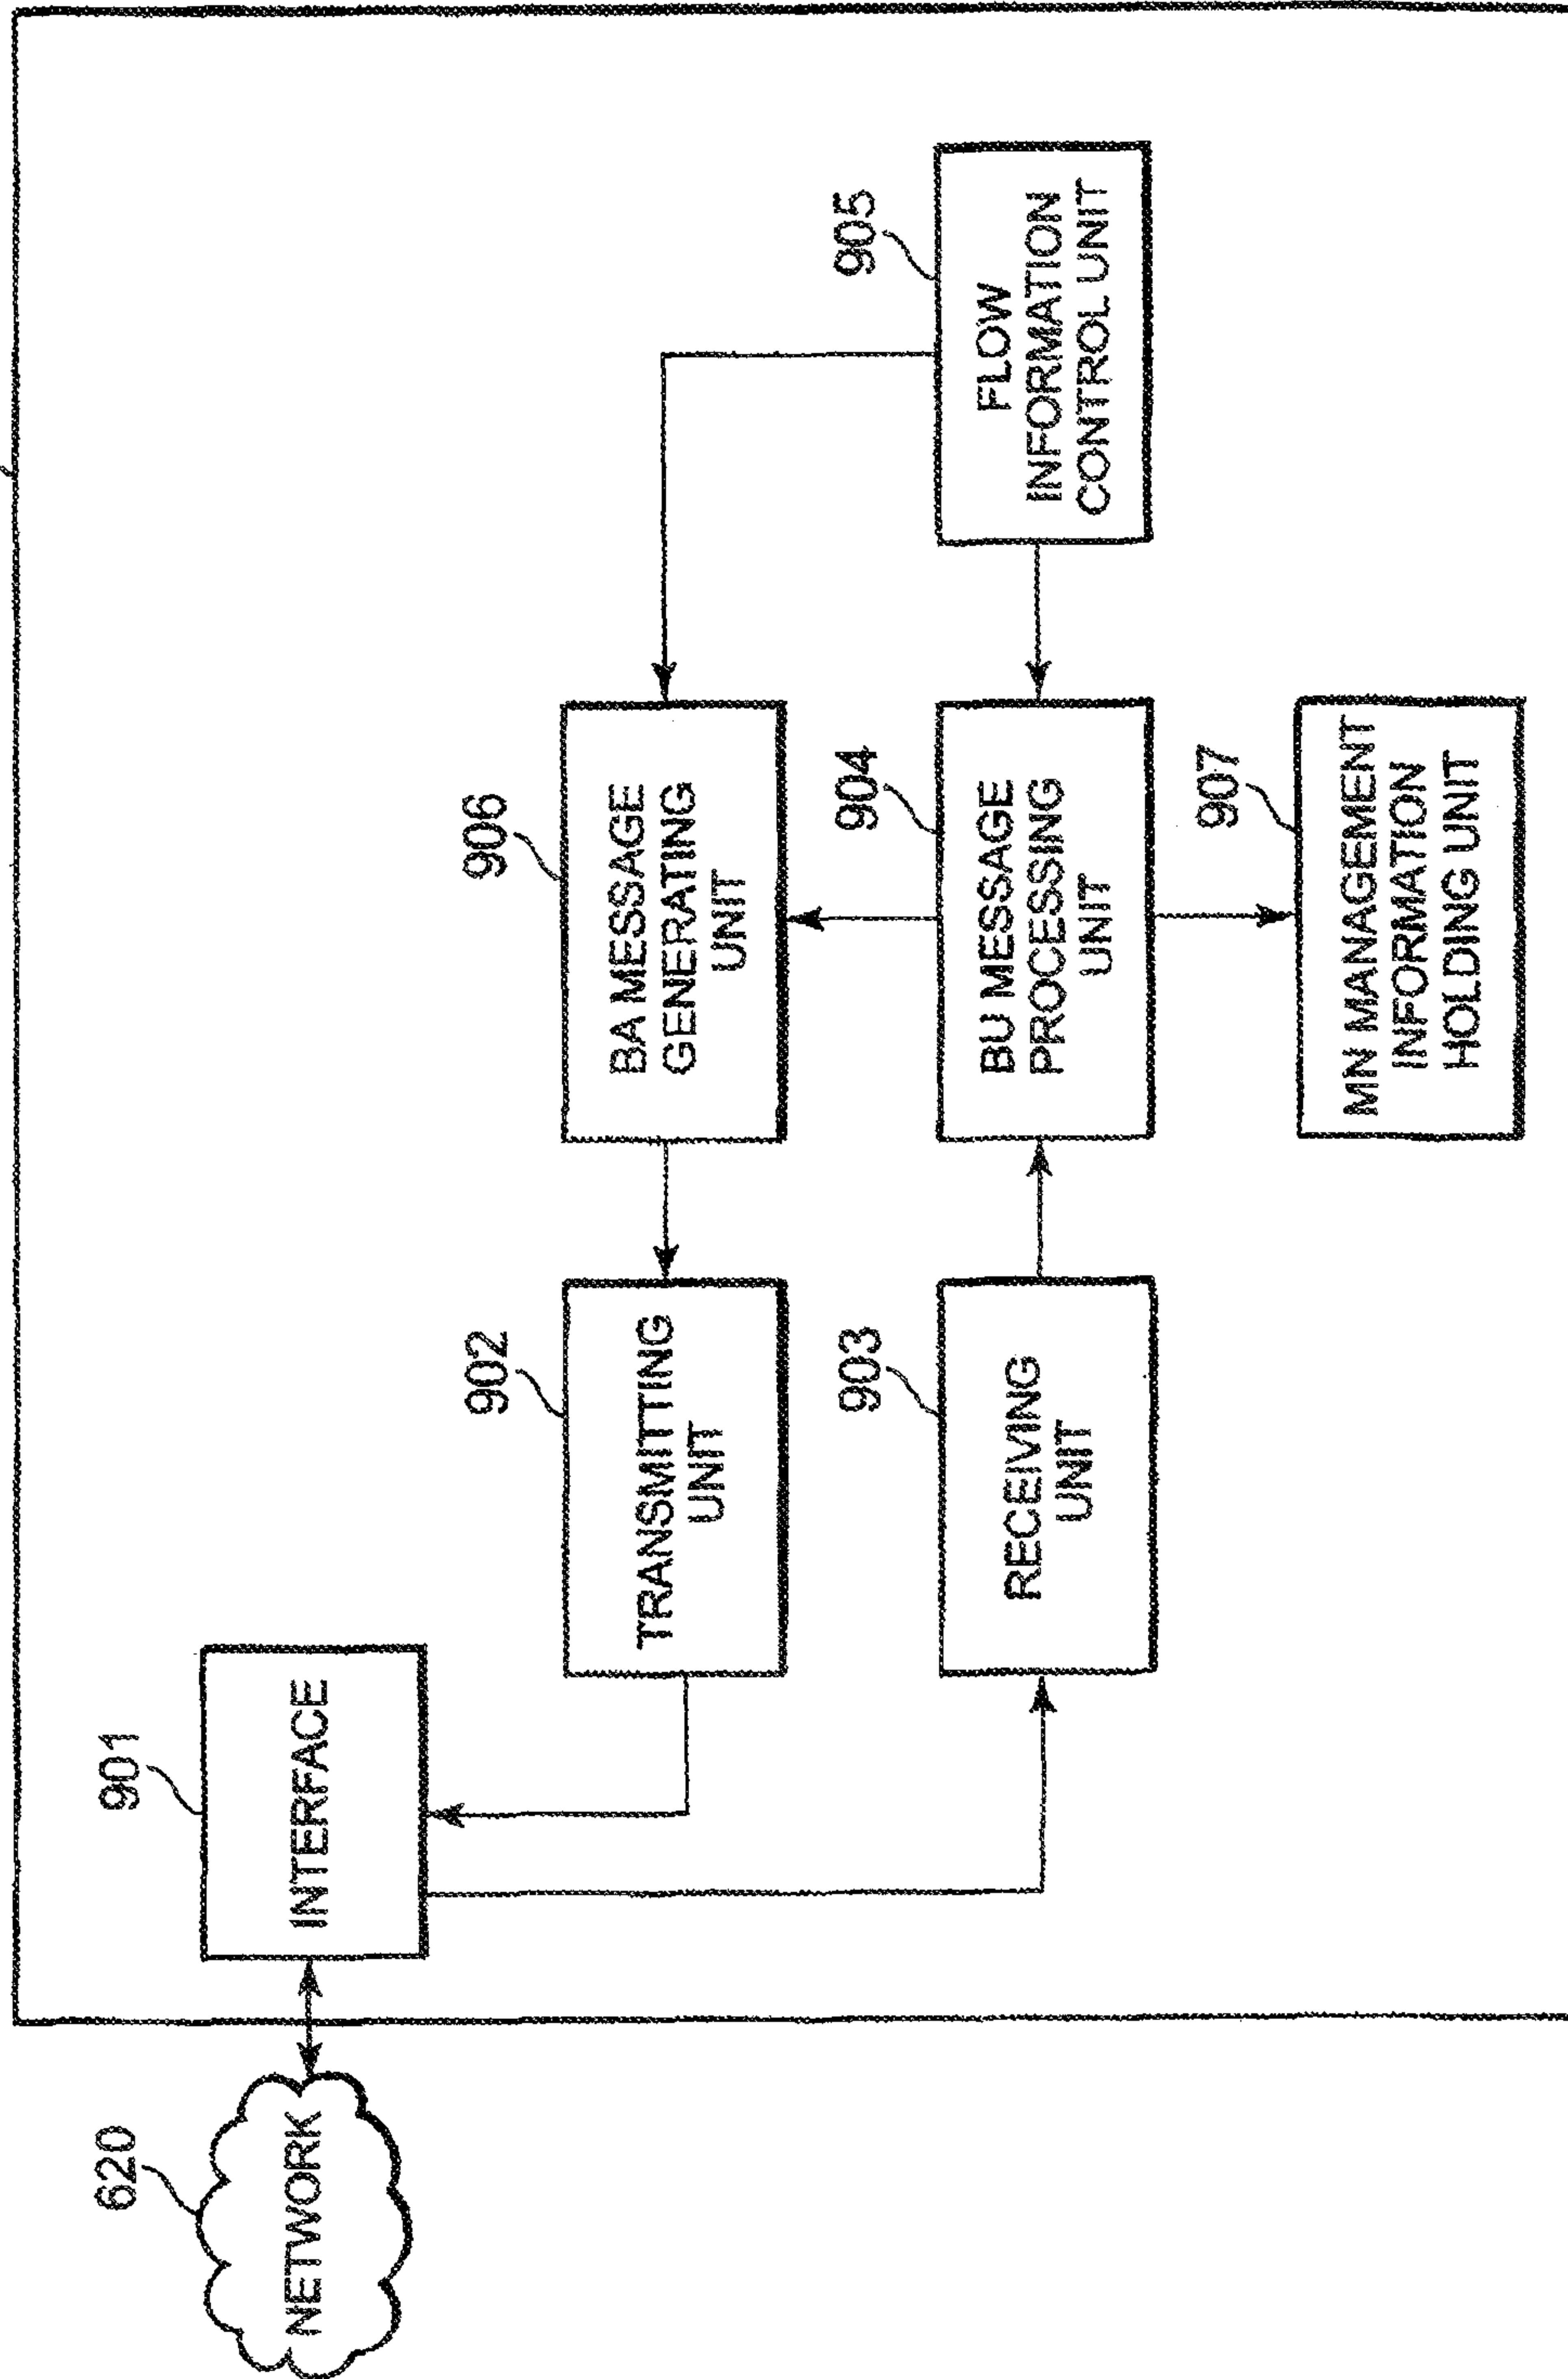 620
NETWORK
901
INTERFACE
902
TRANSMITTING
UNIT
906
BA MESSAGE
GENERATING
UNIT
903
RECEIVING
UNIT
904
BU MESSAGE
PROCESSING
UNIT
905
FLOW
INFORMATION
CONTROL UNIT
907
MN MANAGEMENT
INFORMATION
HOLDING UNIT